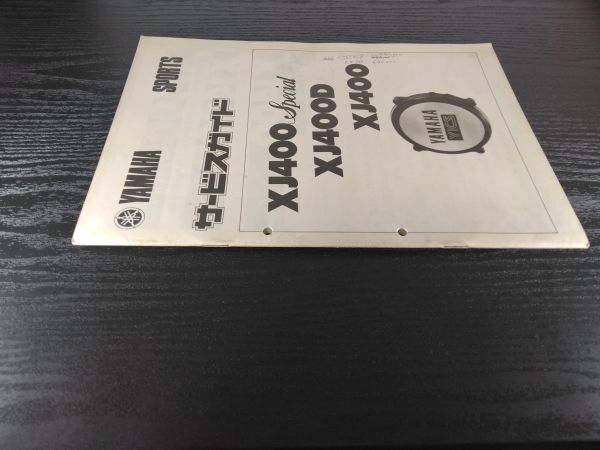 YAMAHA SPORTS
サービスガイド
XJ400 Special
XJ400D
XJ400
YAMAHA